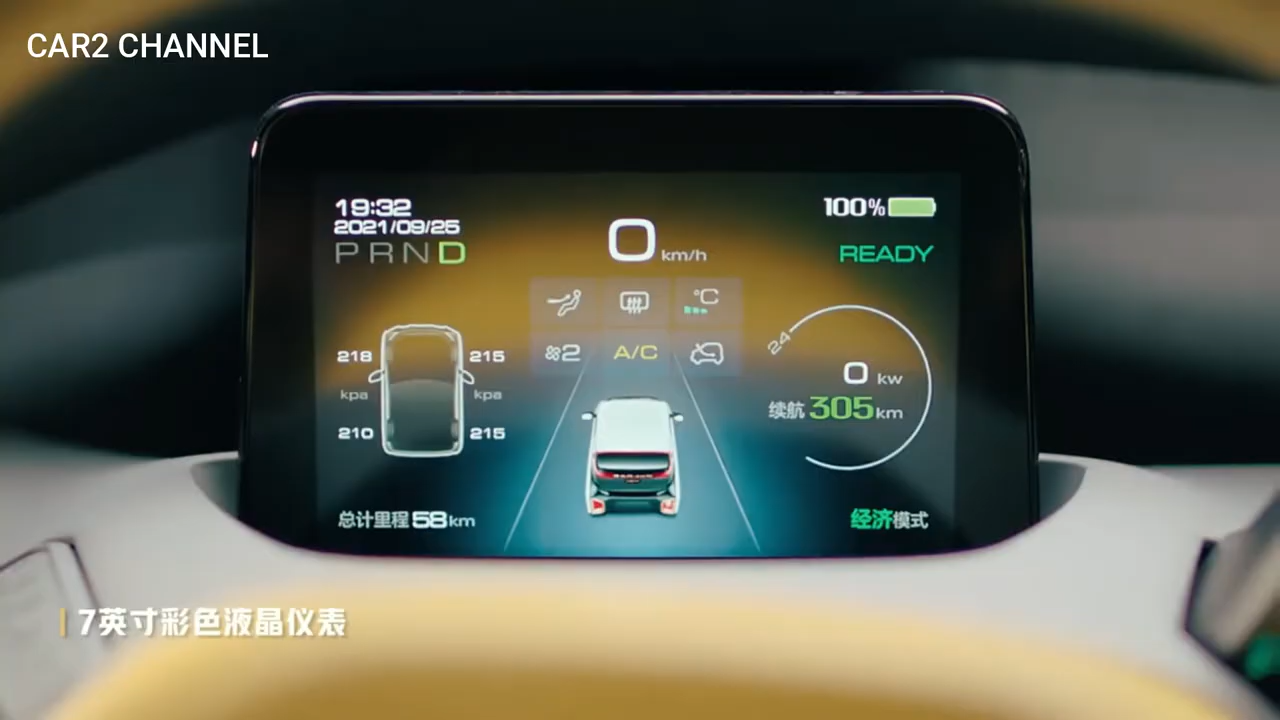 CAR2 CHANNEL
19:32
2021/09/25
P R N D
0 km/h
100%
READY
°C
2
A/C
218
215
kpa
kpa
210
215
24
0 kw
续航 305km
总计里程 58km
经济模式
7英寸彩色液晶仪表